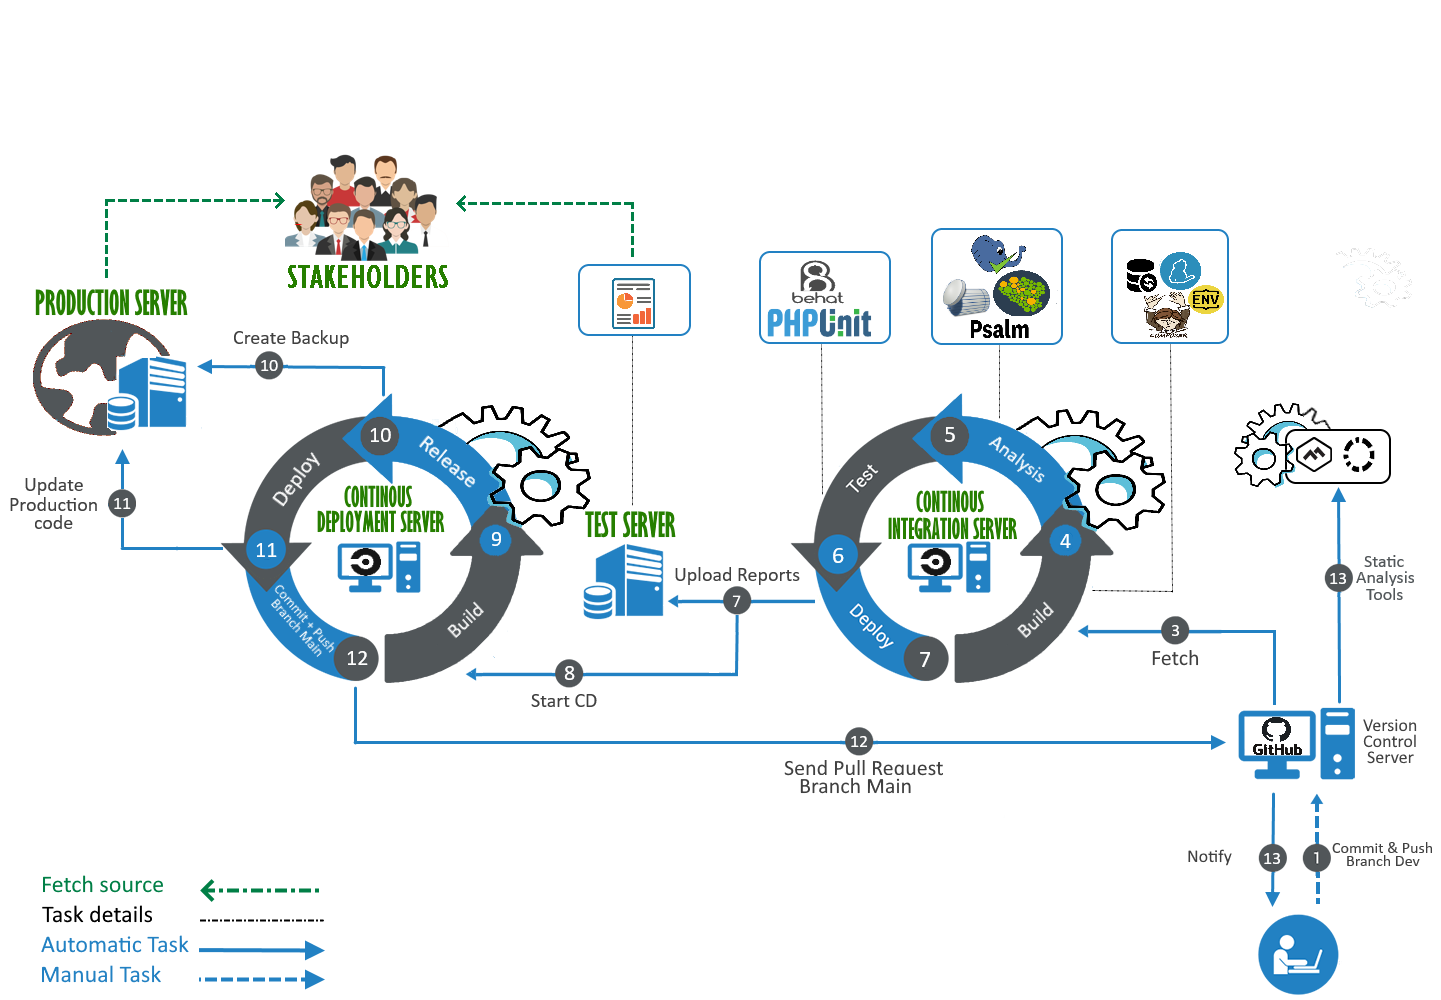 STAKEHOLDERS
PRODUCTION SERVER
Create Backup
10
behat
PHPUnit
Psalm
ENV
COMPOSER
10
Release
Deploy
CONTINOUS
DEPLOYMENT SERVER
9
11
Commit + Push
Branch Main
Build
12
Update
Production
code
11
TEST SERVER
Upload Reports
7
8
Start CD
5
Analysis
Test
CONTINOUS
INTEGRATION SERVER
4
6
Deploy
Build
7
3
Fetch
13
Static
Analysis
Tools
12
Send Pull Request
Branch Main
GitHub
Version
Control
Server
Notify
13
1
Commit & Push
Branch Dev
Fetch source
Task details
Automatic Task
Manual Task